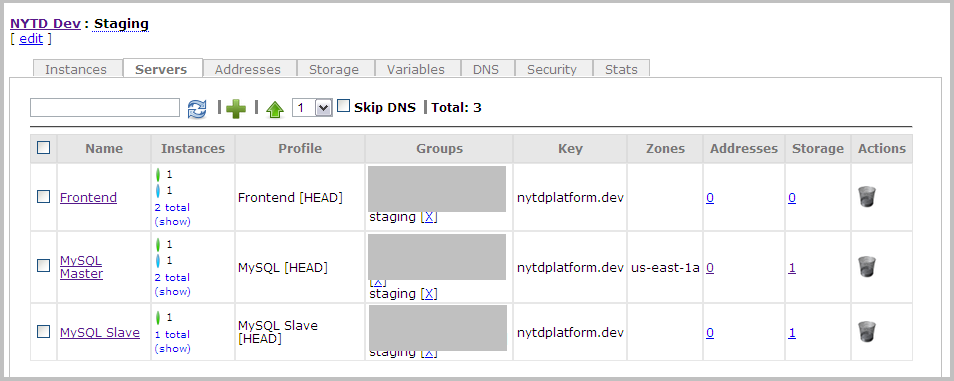 NYTD Dev : Staging
[ edit ]
Instances Servers Addresses Storage Variables DNS Security Stats
1 Skip DNS Total: 3
Name Instances Profile Groups Key Zones Addresses Storage Actions
Frontend 1 1 2 total (show) Frontend [HEAD] staging [X] nytdplatform.dev 0 0
MySQL Master 1 1 2 total (show) MySQL [HEAD] [X] staging [X] nytdplatform.dev us-east-1a 0 1
MySQL Slave 1 1 total (show) MySQL Slave [HEAD] staging [X] nytdplatform.dev 0 1